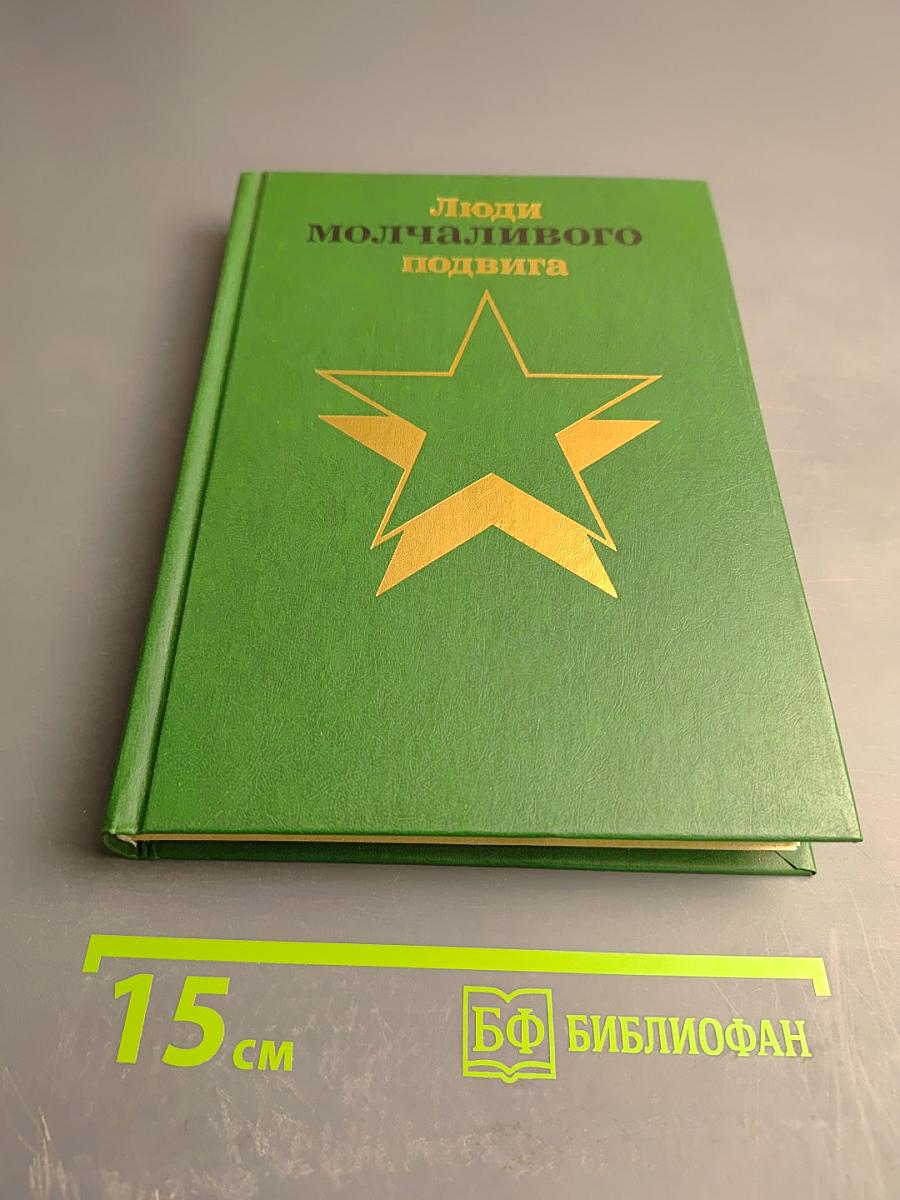 Люди
молчаливого
подвига
15 см
БФ БИБЛИОФАН